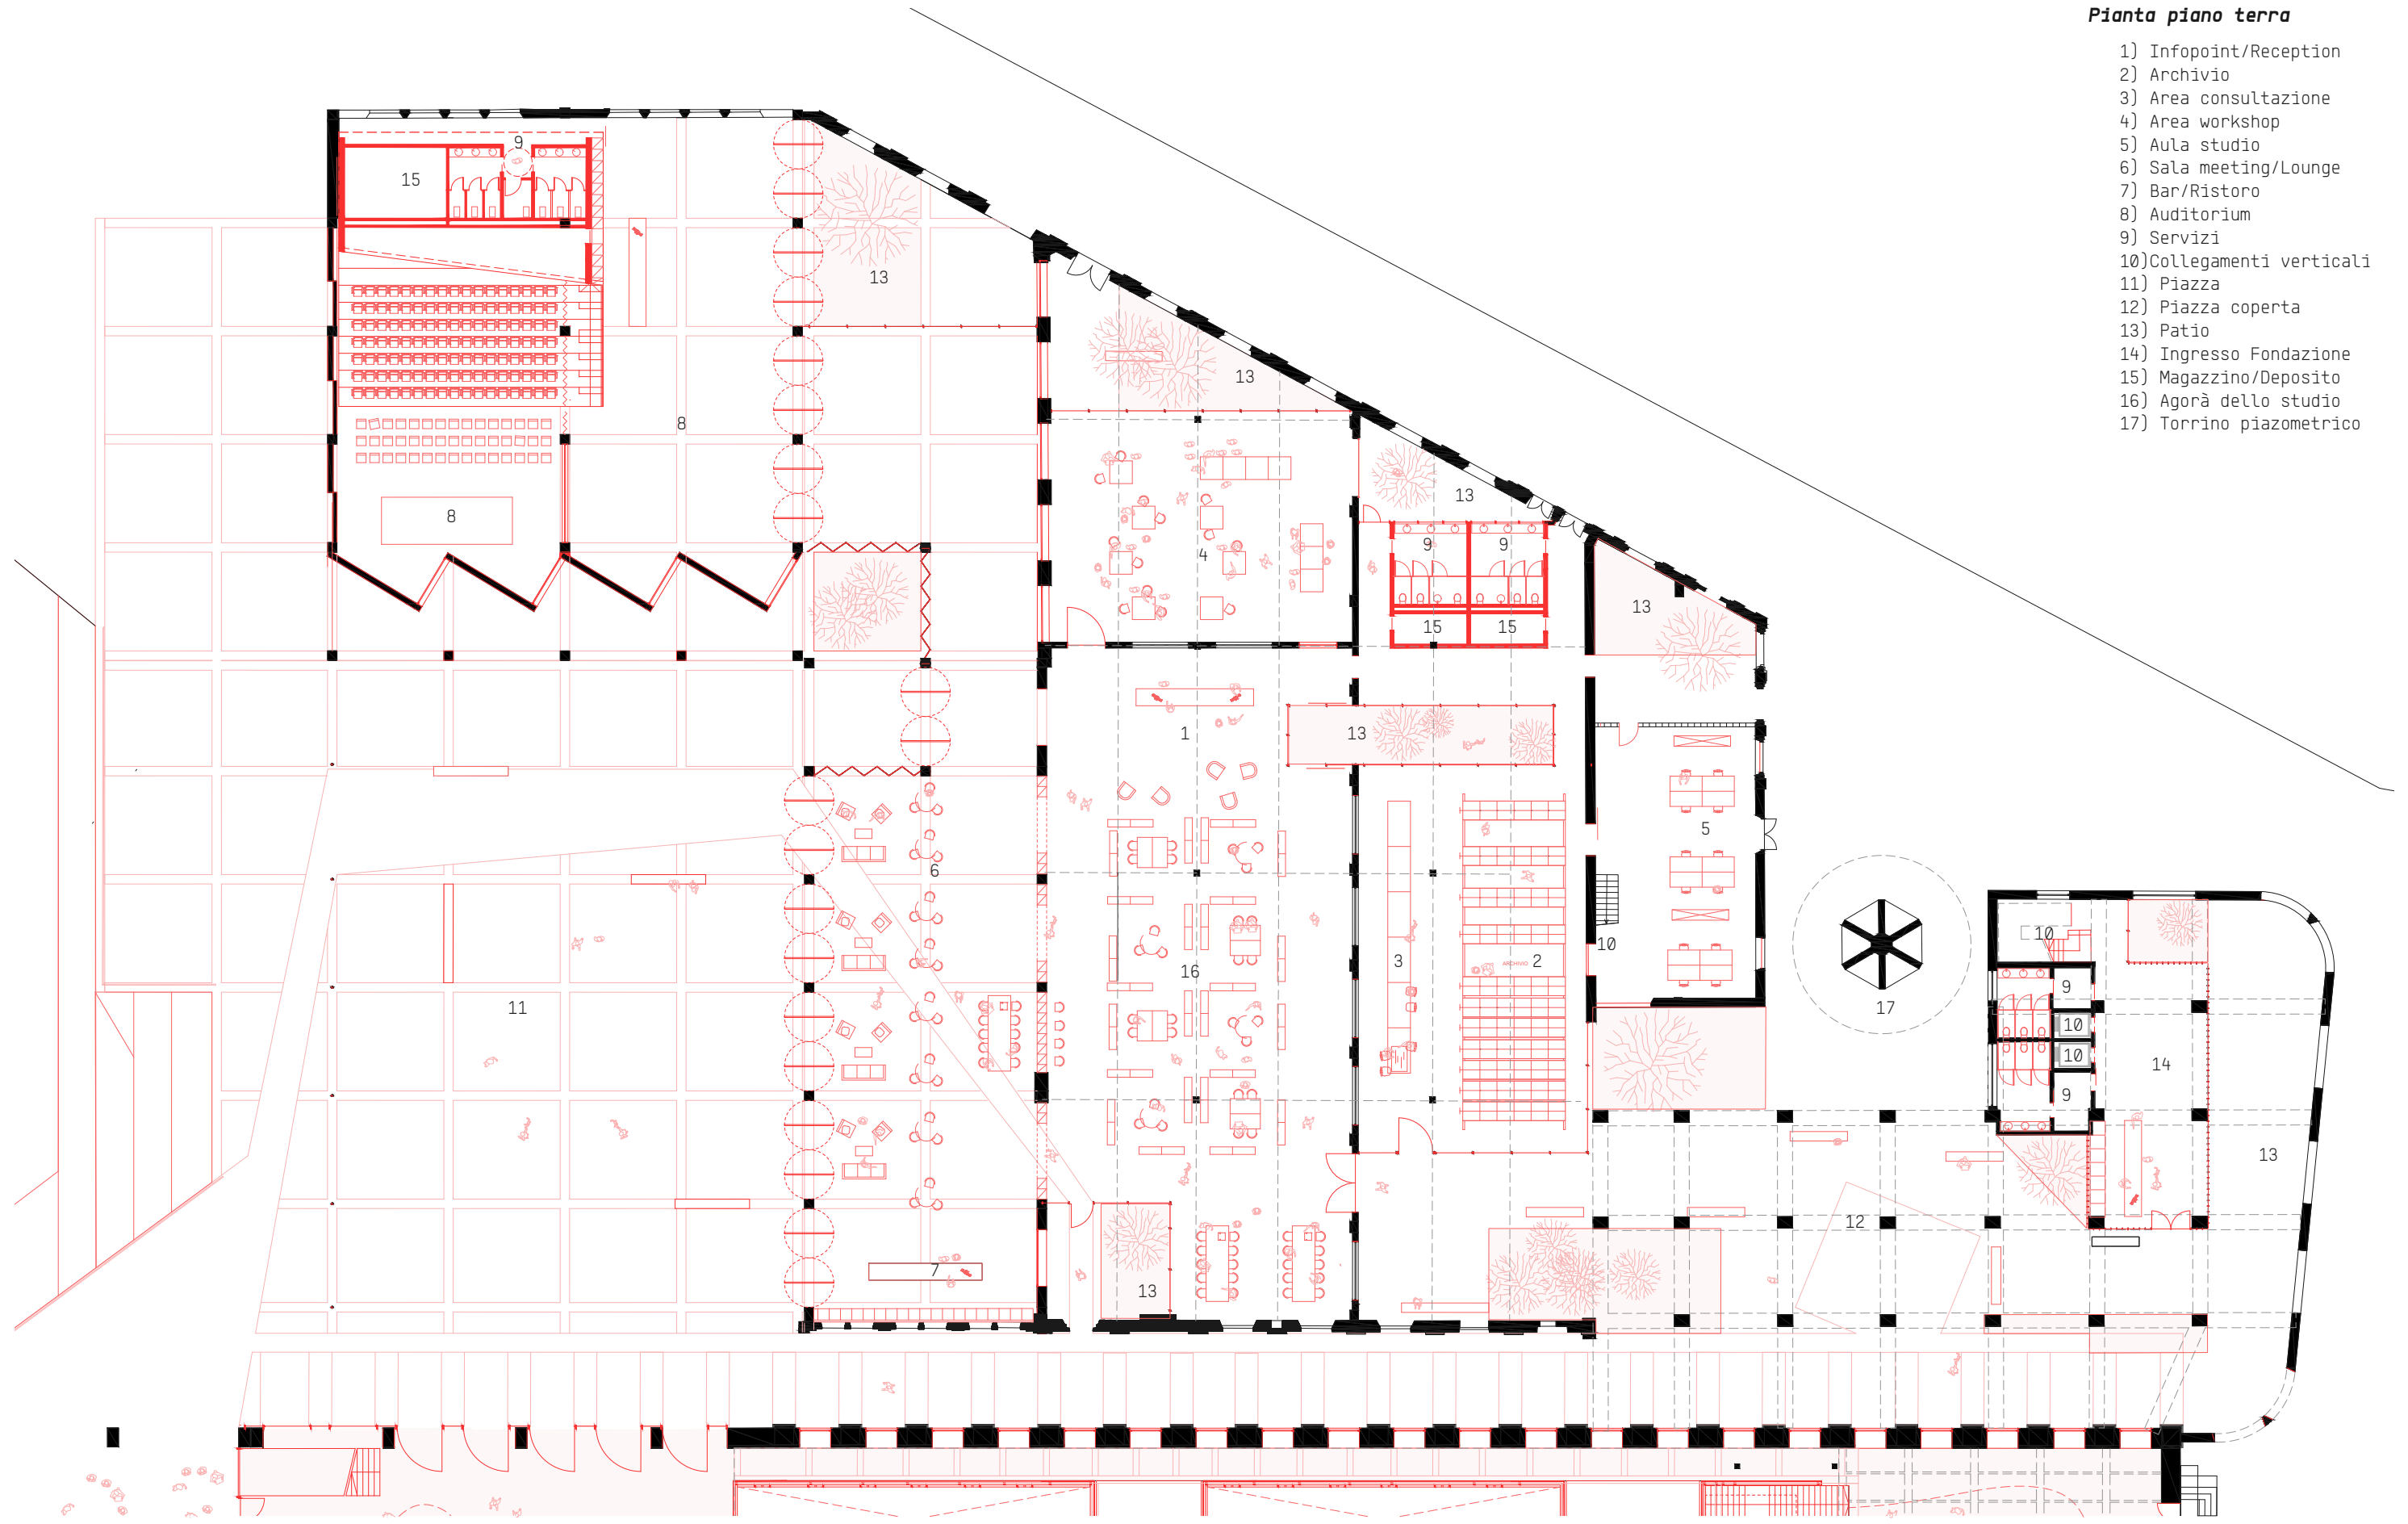 Pianta piano terra
1) Infopoint/Reception
2) Archivio
3) Area consultazione
4) Area workshop
5) Aula studio
6) Sala meeting/Lounge
7) Bar/Ristoro
8) Auditorium
9) Servizi
10)Collegamenti verticali
11) Piazza
12) Piazza coperta
13) Patio
14) Ingresso Fondazione
15) Magazzino/Deposito
16) Agorà dello studio
17) Torrino piazometrico
9
15
13
13
8
13
8
9
9
4
13
15
15
1
13
5
6
10
10
16
3
ARCHIVIO
2
9
11
17
10
10
14
9
13
12
7
13